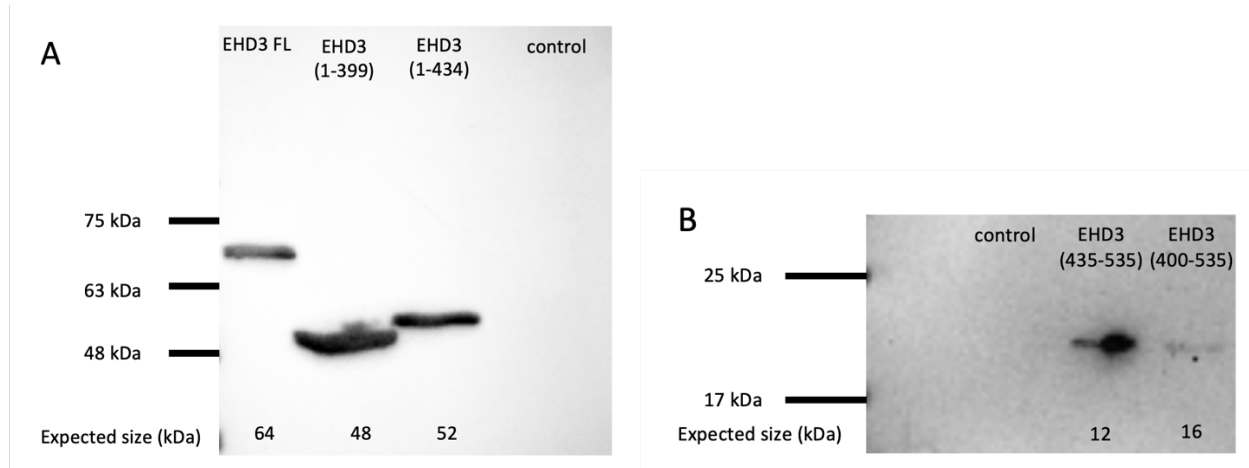 A
EHD3 FL
EHD3
(1-399)
EHD3
(1-434)
control
75 kDa
63 kDa
48 kDa
Expected size (kDa)
64
48
52
B
control
EHD3
(435-535)
EHD3
(400-535)
25 kDa
17 kDa
Expected size (kDa)
12
16